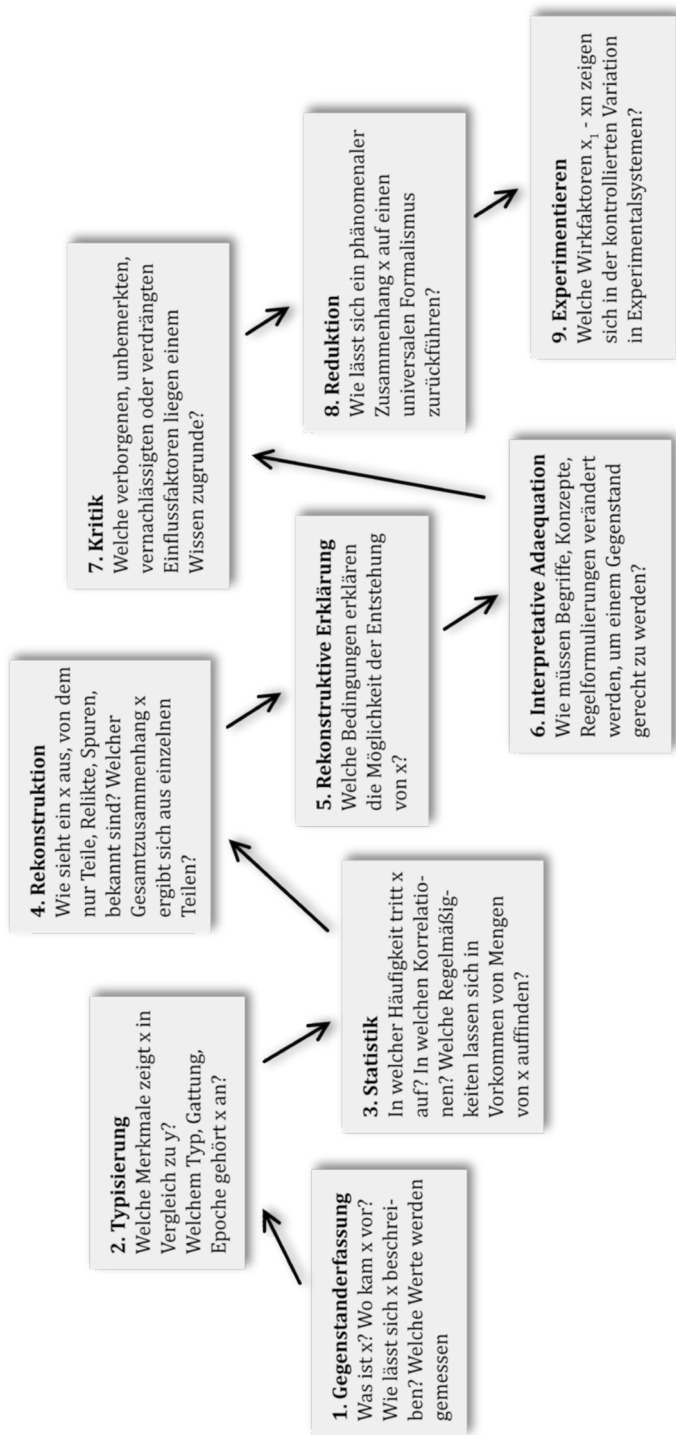 1. Gegenstanderfassung
Was ist x? Wo kam x vor?
Wie lässt sich x beschrei-
ben? Welche Werte werden
gemessen
2. Typisierung
Welche Merkmale zeigt x in
Vergleich zu y?
Welchem Typ, Gattung,
Epoche gehört x an?
3. Statistik
In welcher Häufigkeit tritt x
auf? In welchen Korrelatio-
nen? Welche Regelmäßig-
keiten lassen sich in
Vorkommen von Mengen
von x auffinden?
4. Rekonstruktion
Wie sieht ein x aus, von dem
nur Teile, Relikte, Spuren,
bekannt sind? Welcher
Gesamtzusammenhang x
ergibt sich aus einzelnen
Teilen?
5. Rekonstruktive Erklärung
Welche Bedingungen erklären
die Möglichkeit der Entstehung
von x?
6. Interpretative Adaequation
Wie müssen Begriffe, Konzepte,
Regelformulierungen verändert
werden, um einem Gegenstand
gerecht zu werden?
7. Kritik
Welche verborgenen, unbemerkten,
vernachlässigten oder verdrängten
Einflussfaktoren liegen einem
Wissen zugrunde?
8. Reduktion
Wie lässt sich ein phänomenaler
Zusammenhang x auf einen
universalen Formalismus
zurückführen?
9. Experimentieren
Welche Wirkfaktoren x₁ - xn zeigen
sich in der kontrollierten Variation
in Experimentalsystemen?